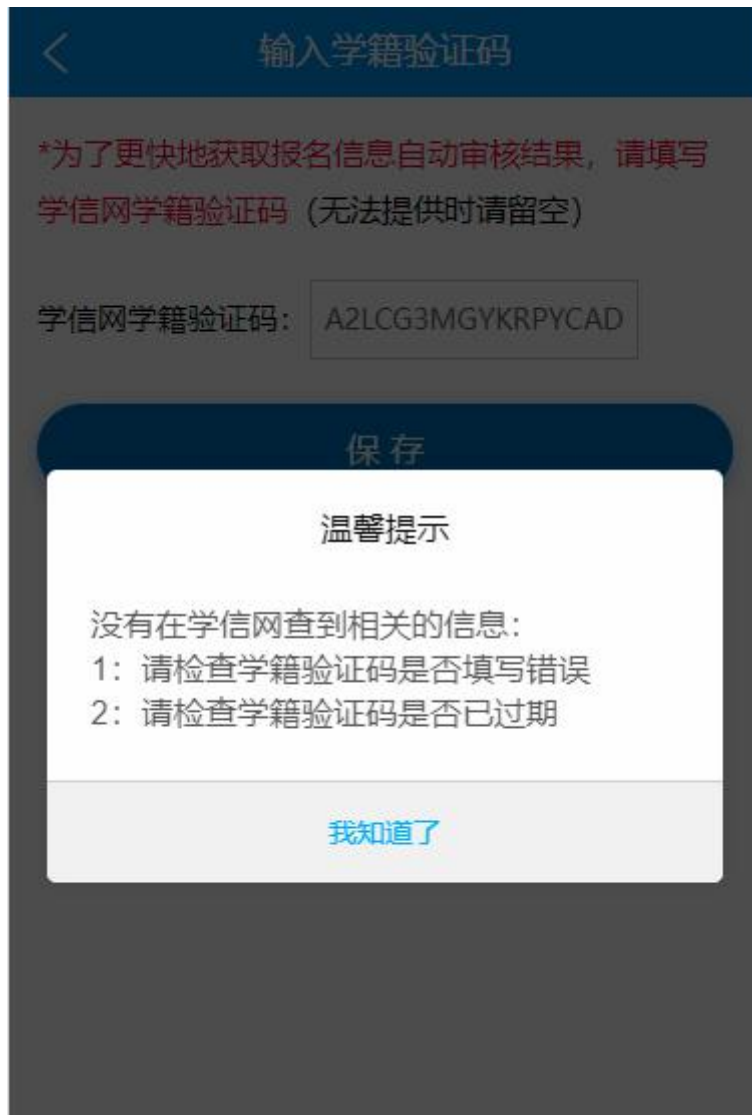 输入学籍验证码
*为了更快地获取报名信息自动审核结果，请填写
学信网学籍验证码（无法提供时请留空）
学信网学籍验证码： A2LCG3MGYKRPYCAD
保存
温馨提示
没有在学信网查到相关的信息：
1：请检查学籍验证码是否填写错误
2：请检查学籍验证码是否已过期
我知道了